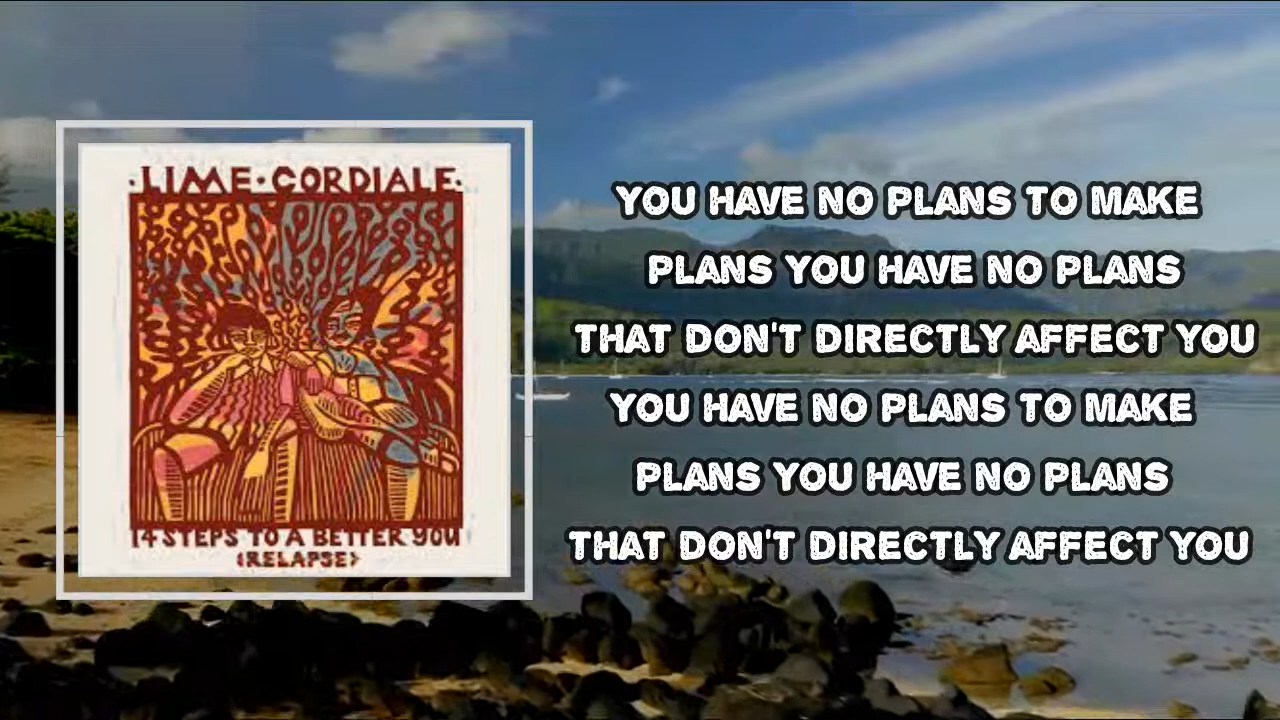 ·LIME·CORDIALE·
14 STEPS TO A BETTER YOU
(RELAPSE)
YOU HAVE NO PLANS TO MAKE
PLANS YOU HAVE NO PLANS
THAT DON'T DIRECTLY AFFECT YOU
YOU HAVE NO PLANS TO MAKE
PLANS YOU HAVE NO PLANS
THAT DON'T DIRECTLY AFFECT YOU